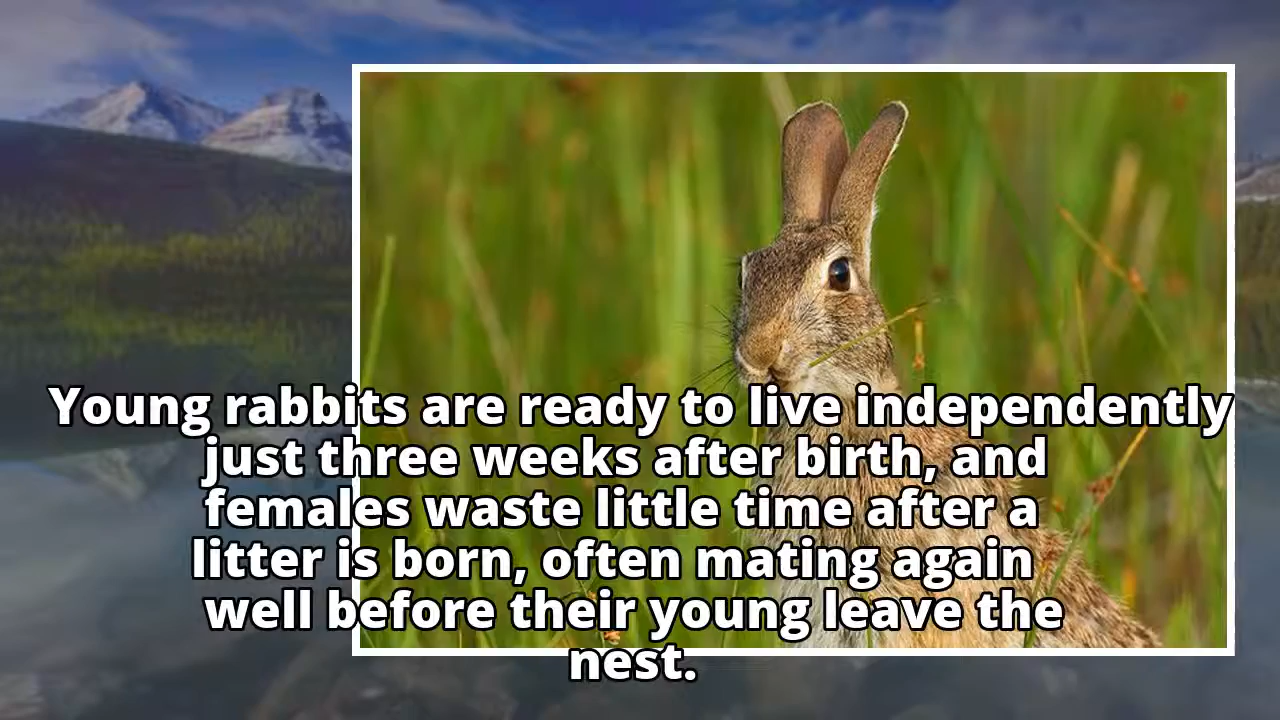 Young rabbits are ready to live independently
just three weeks after birth, and
females waste little time after a
litter is born, often mating again
well before their young leave the
nest.